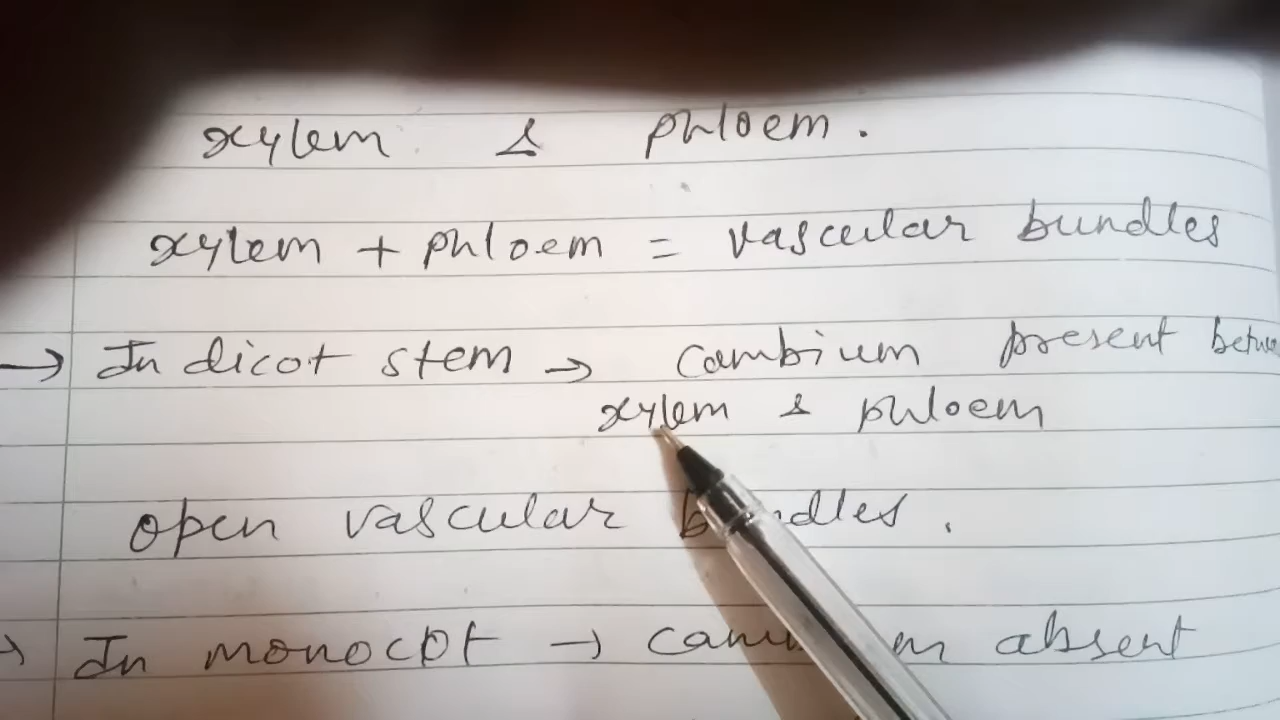 xylem & phloem.
xylem + phloem = vascular bundles
→ In dicot stem → Cambium present
xylem & phloem
open vascular
→ In monocot → absent